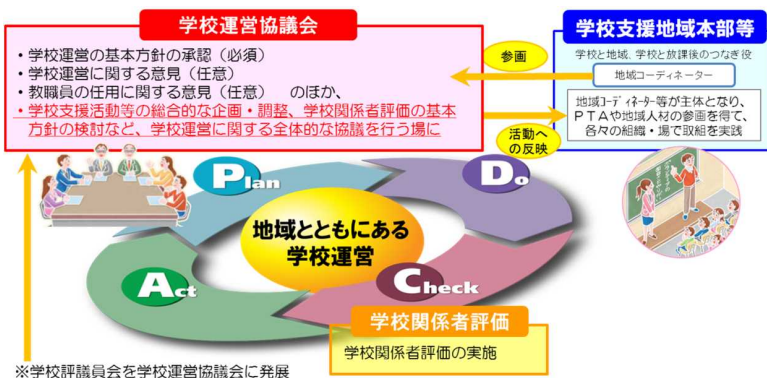 学校運営協議会
・学校運営の基本方針の承認（必須）
・学校運営に関する意見（任意）
・教職員の任用に関する意見（任意）　のほか、
・学校支援活動等の総合的な企画・調整、学校関係者評価の基本
方針の検討など、学校運営に関する全体的な協議を行う場に
参画
活動へ
の反映
学校支援地域本部等
学校と地域、学校と放課後のつなぎ役
地域コーディネーター
地域ｺｰﾃﾞｨﾈｰﾀｰ等が主体となり、
ＰＴＡや地域人材の参画を得て、
各々の組織・場で取組を実践
Plan
Do
地域とともにある
学校運営
Act
Check
学校関係者評価
学校関係者評価の実施
※学校評議員会を学校運営協議会に発展